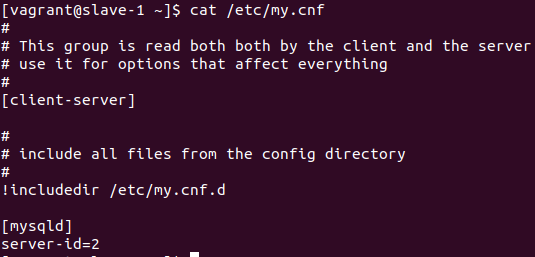 [vagrant@slave-1 ~]$ cat /etc/my.cnf
#
# This group is read both both by the client and the server
# use it for options that affect everything
#
[client-server]
#
# include all files from the config directory
#
!includedir /etc/my.cnf.d
[mysqld]
server-id=2